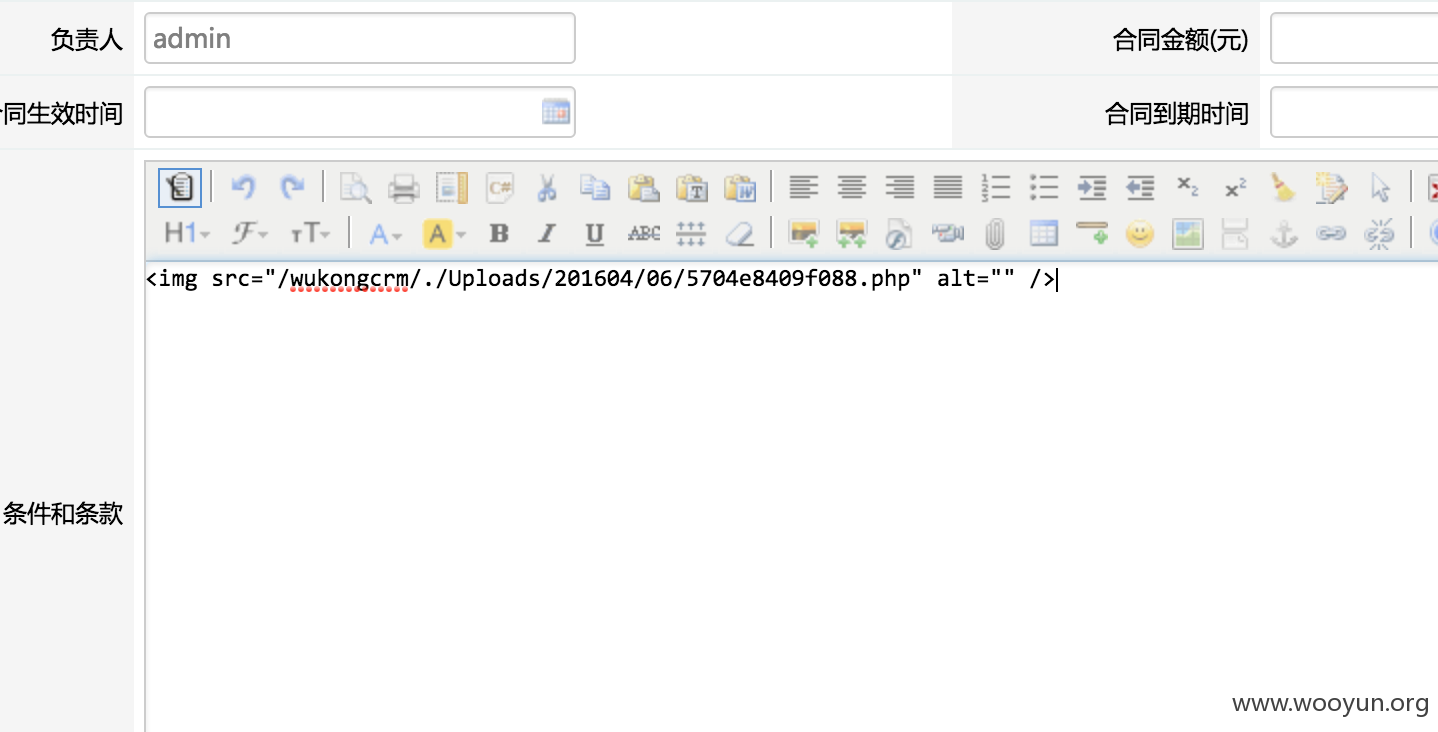 负责人 admin 合同金额(元)
同生效时间 合同到期时间
C# T W
H1 F тT A A B I U ABC
<img src="/wukongcrm/./Uploads/201604/06/5704e8409f088.php" alt="" />
条件和条款
www.wooyun.org